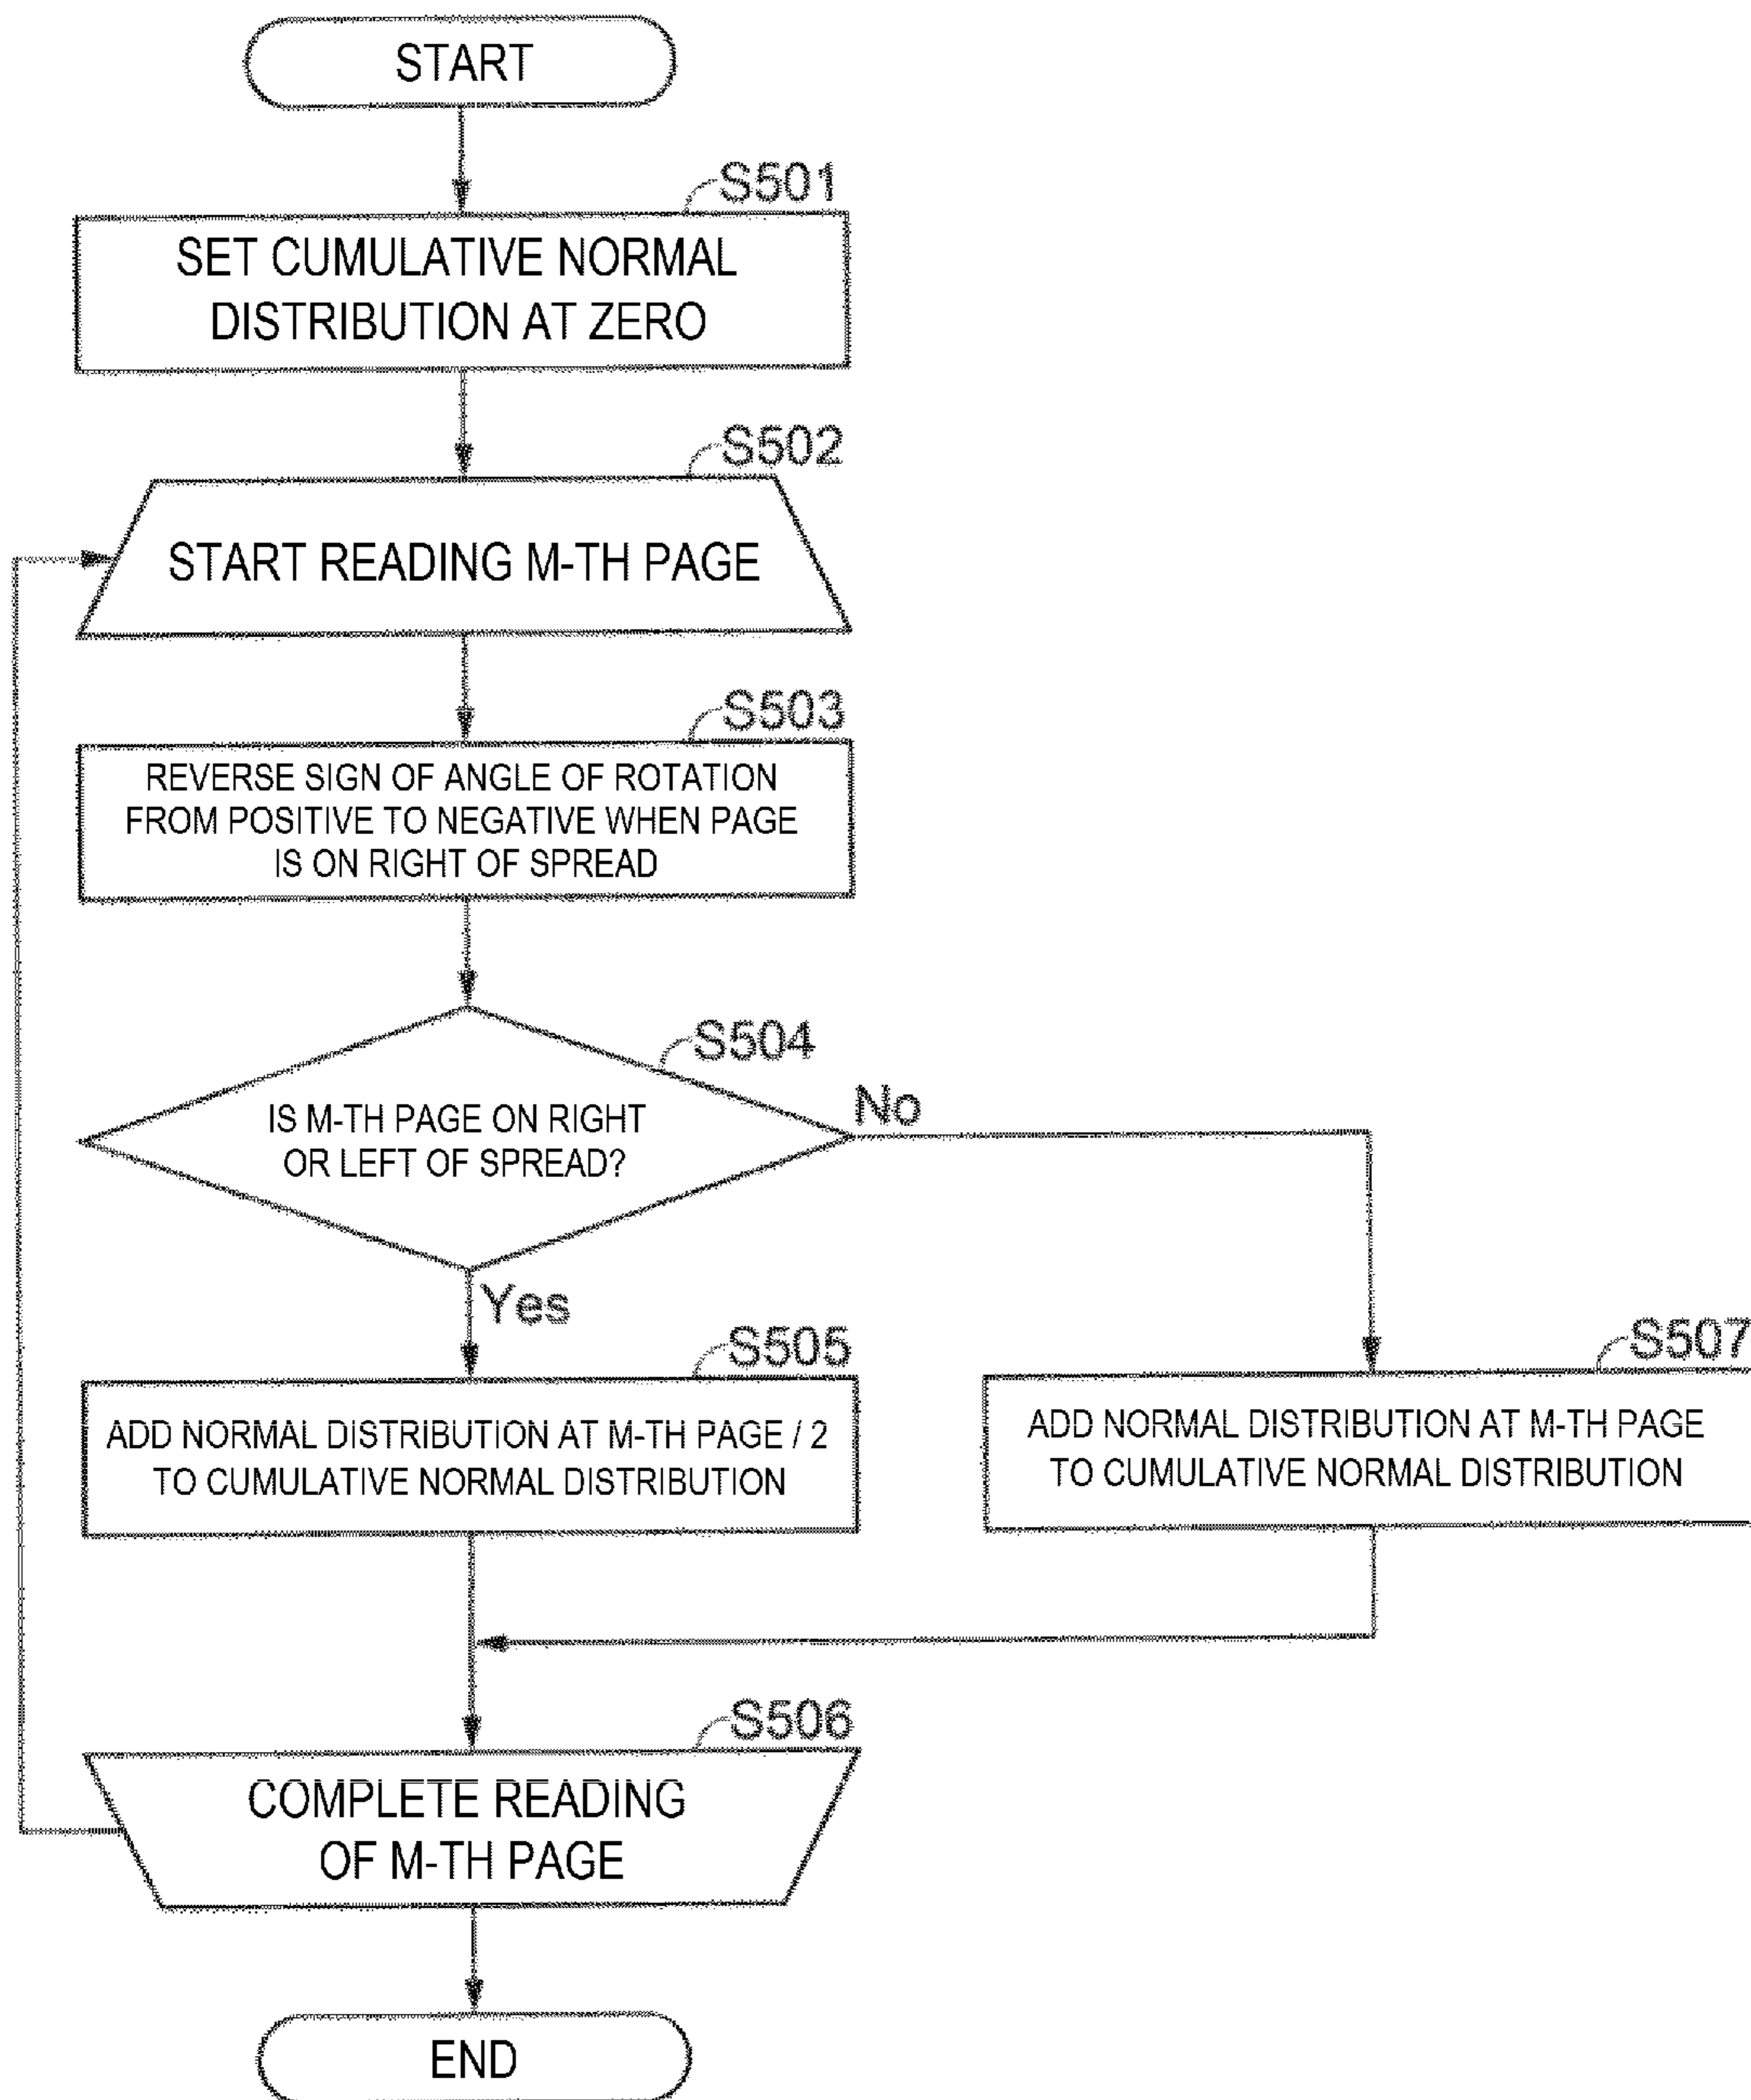 START
S501
SET CUMULATIVE NORMAL
DISTRIBUTION AT ZERO
S502
START READING M-TH PAGE
S503
REVERSE SIGN OF ANGLE OF ROTATION
FROM POSITIVE TO NEGATIVE WHEN PAGE
IS ON RIGHT OF SPREAD
S504
IS M-TH PAGE ON RIGHT
OR LEFT OF SPREAD?
No
Yes
S505
ADD NORMAL DISTRIBUTION AT M-TH PAGE / 2
TO CUMULATIVE NORMAL DISTRIBUTION
S507
ADD NORMAL DISTRIBUTION AT M-TH PAGE
TO CUMULATIVE NORMAL DISTRIBUTION
S506
COMPLETE READING
OF M-TH PAGE
END